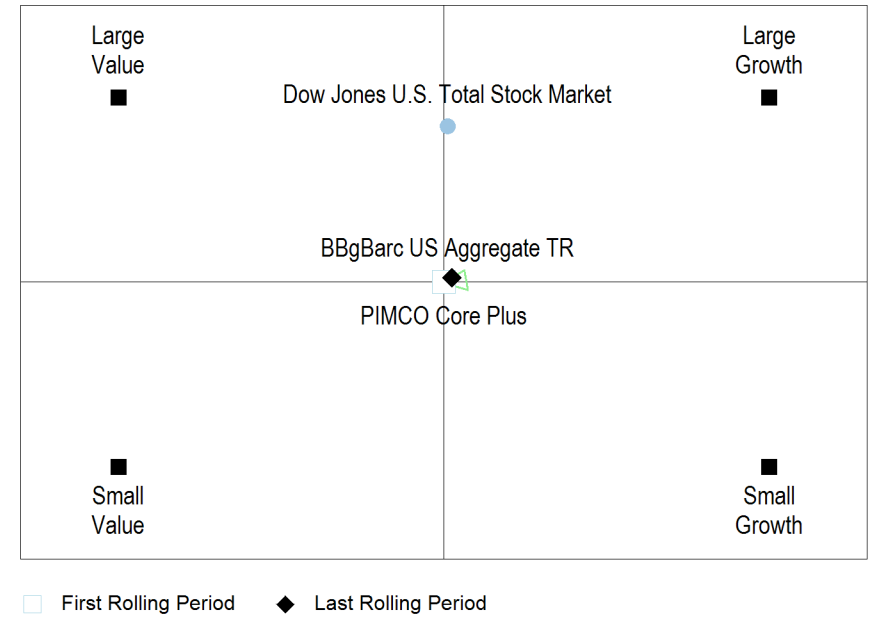 Large
Value
Large
Growth
Dow Jones U.S. Total Stock Market
BBgBarc US Aggregate TR
PIMCO Core Plus
Small
Value
Small
Growth
First Rolling Period
Last Rolling Period